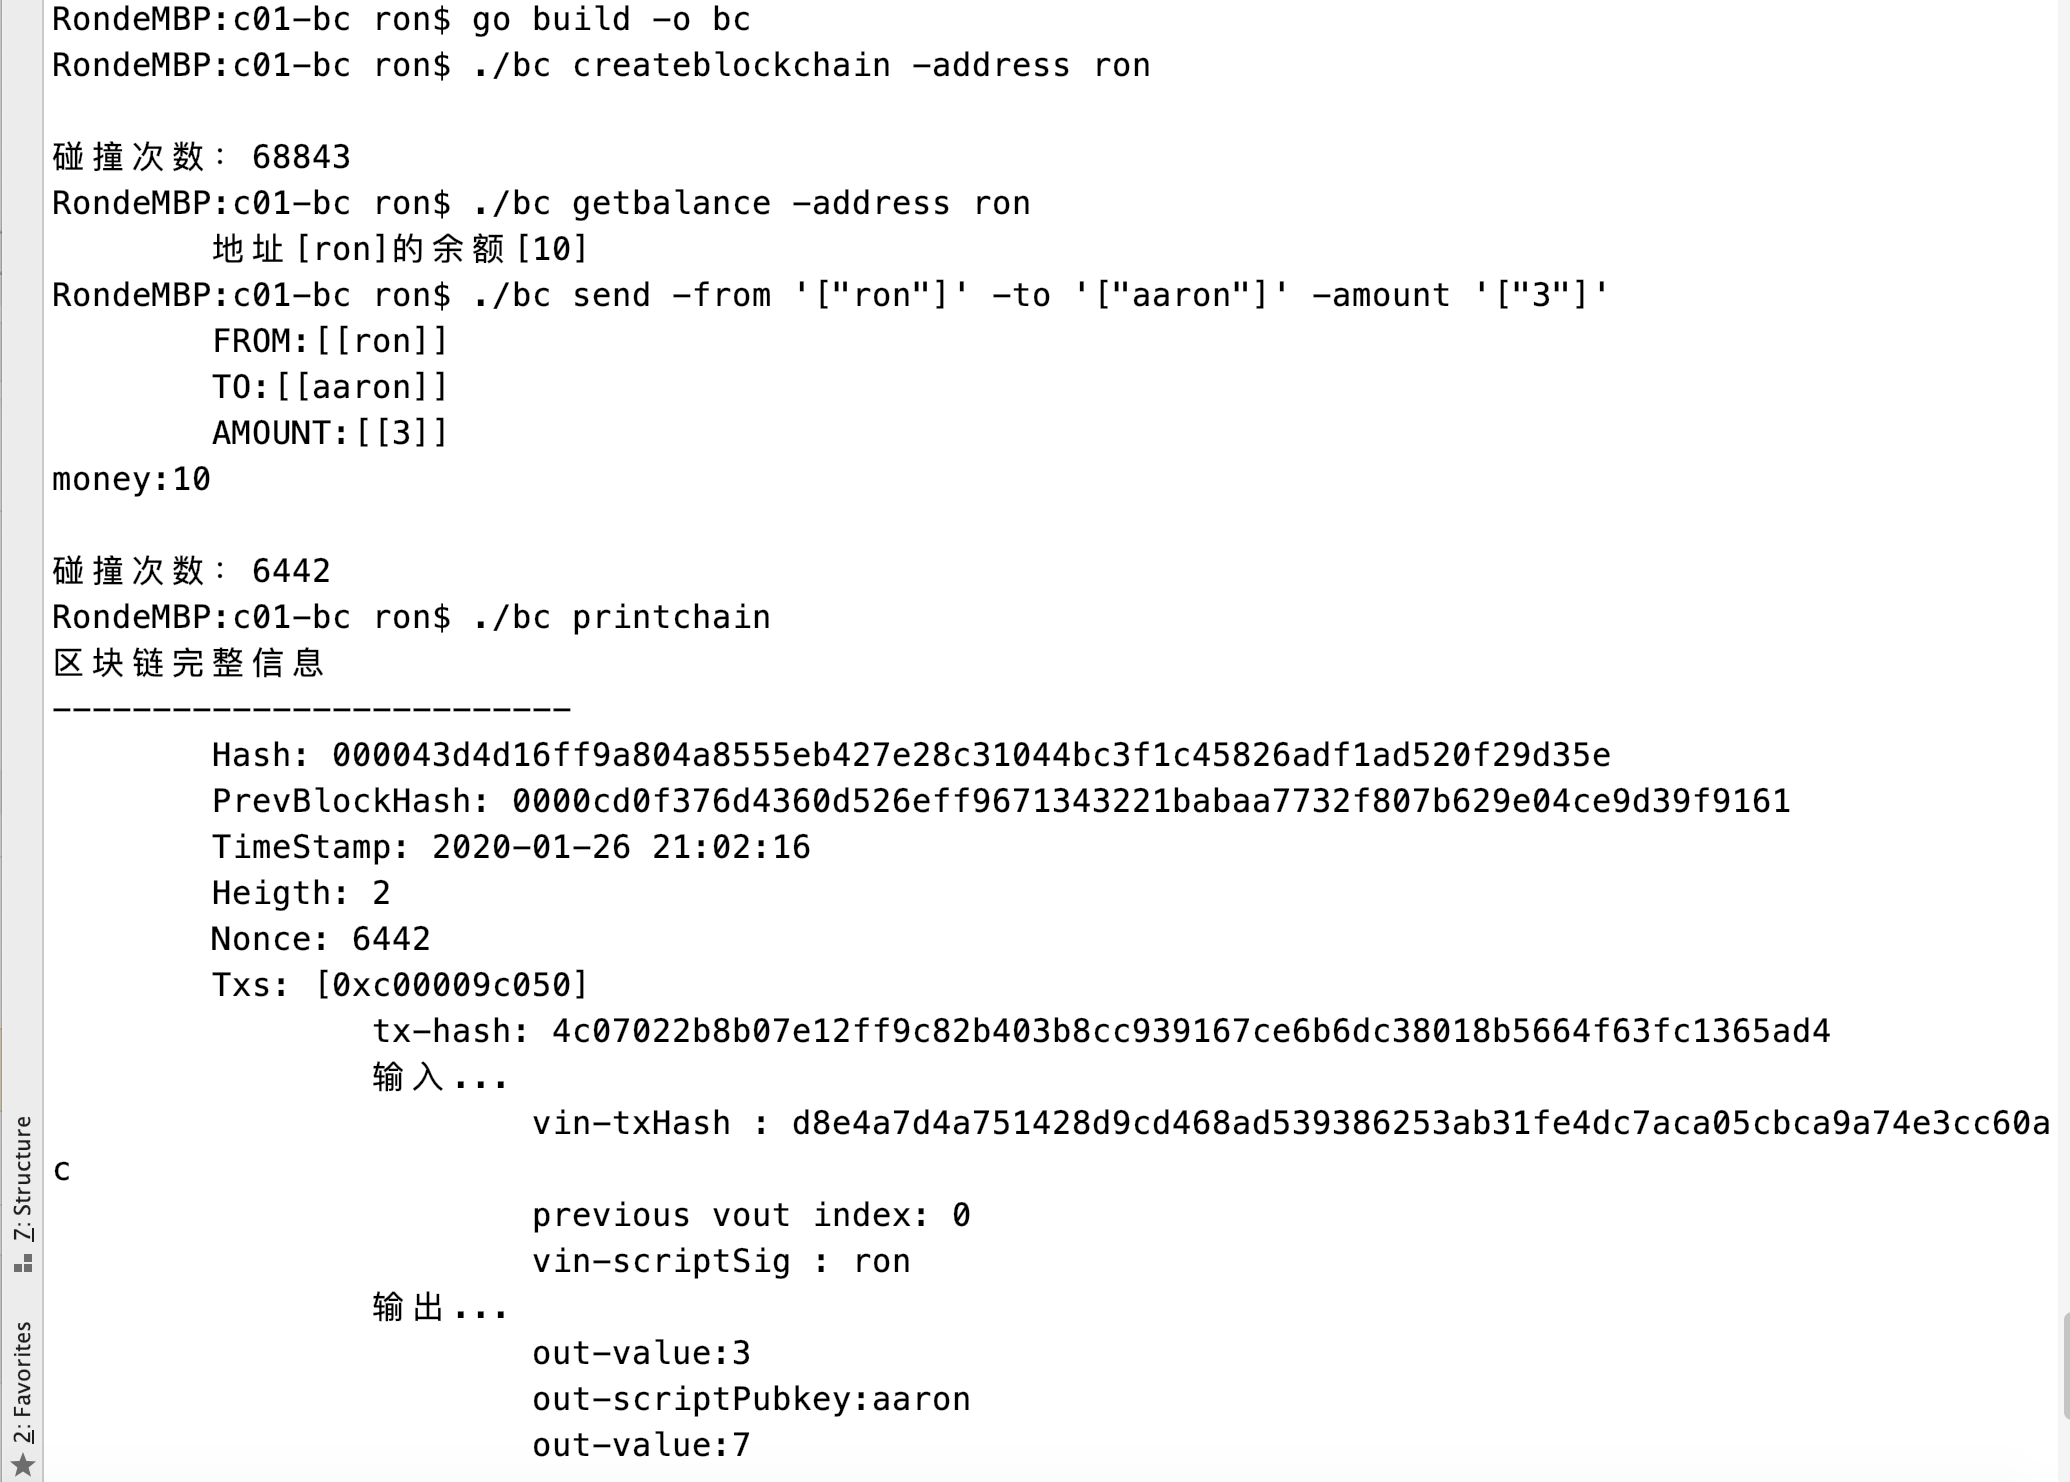 RondeMBP:c01-bc ron$ go build -o bc
RondeMBP:c01-bc ron$ ./bc createblockchain -address ron
碰撞次数: 68843
RondeMBP:c01-bc ron$ ./bc getbalance -address ron
地址[ron]的余额[10]
RondeMBP:c01-bc ron$ ./bc send -from '["ron"]' -to '["aaron"]' -amount '["3"]'
FROM:[[ron]]
TO:[[aaron]]
AMOUNT:[[3]]
money:10
碰撞次数: 6442
RondeMBP:c01-bc ron$ ./bc printchain
区块链完整信息
--------------------------
Hash: 000043d4d16ff9a804a8555eb427e28c31044bc3f1c45826adf1ad520f29d35e
PrevBlockHash: 0000cd0f376d4360d526eff9671343221babaa7732f807b629e04ce9d39f9161
TimeStamp: 2020-01-26 21:02:16
Heigth: 2
Nonce: 6442
Txs: [0xc00009c050]
tx-hash: 4c07022b8b07e12ff9c82b403b8cc939167ce6b6dc38018b5664f63fc1365ad4
输入...
vin-txHash : d8e4a7d4a751428d9cd468ad539386253ab31fe4dc7aca05cbca9a74e3cc60a
c
previous vout index: 0
vin-scriptSig : ron
输出...
out-value:3
out-scriptPubkey:aaron
out-value:7
7: Structure
2: Favorites